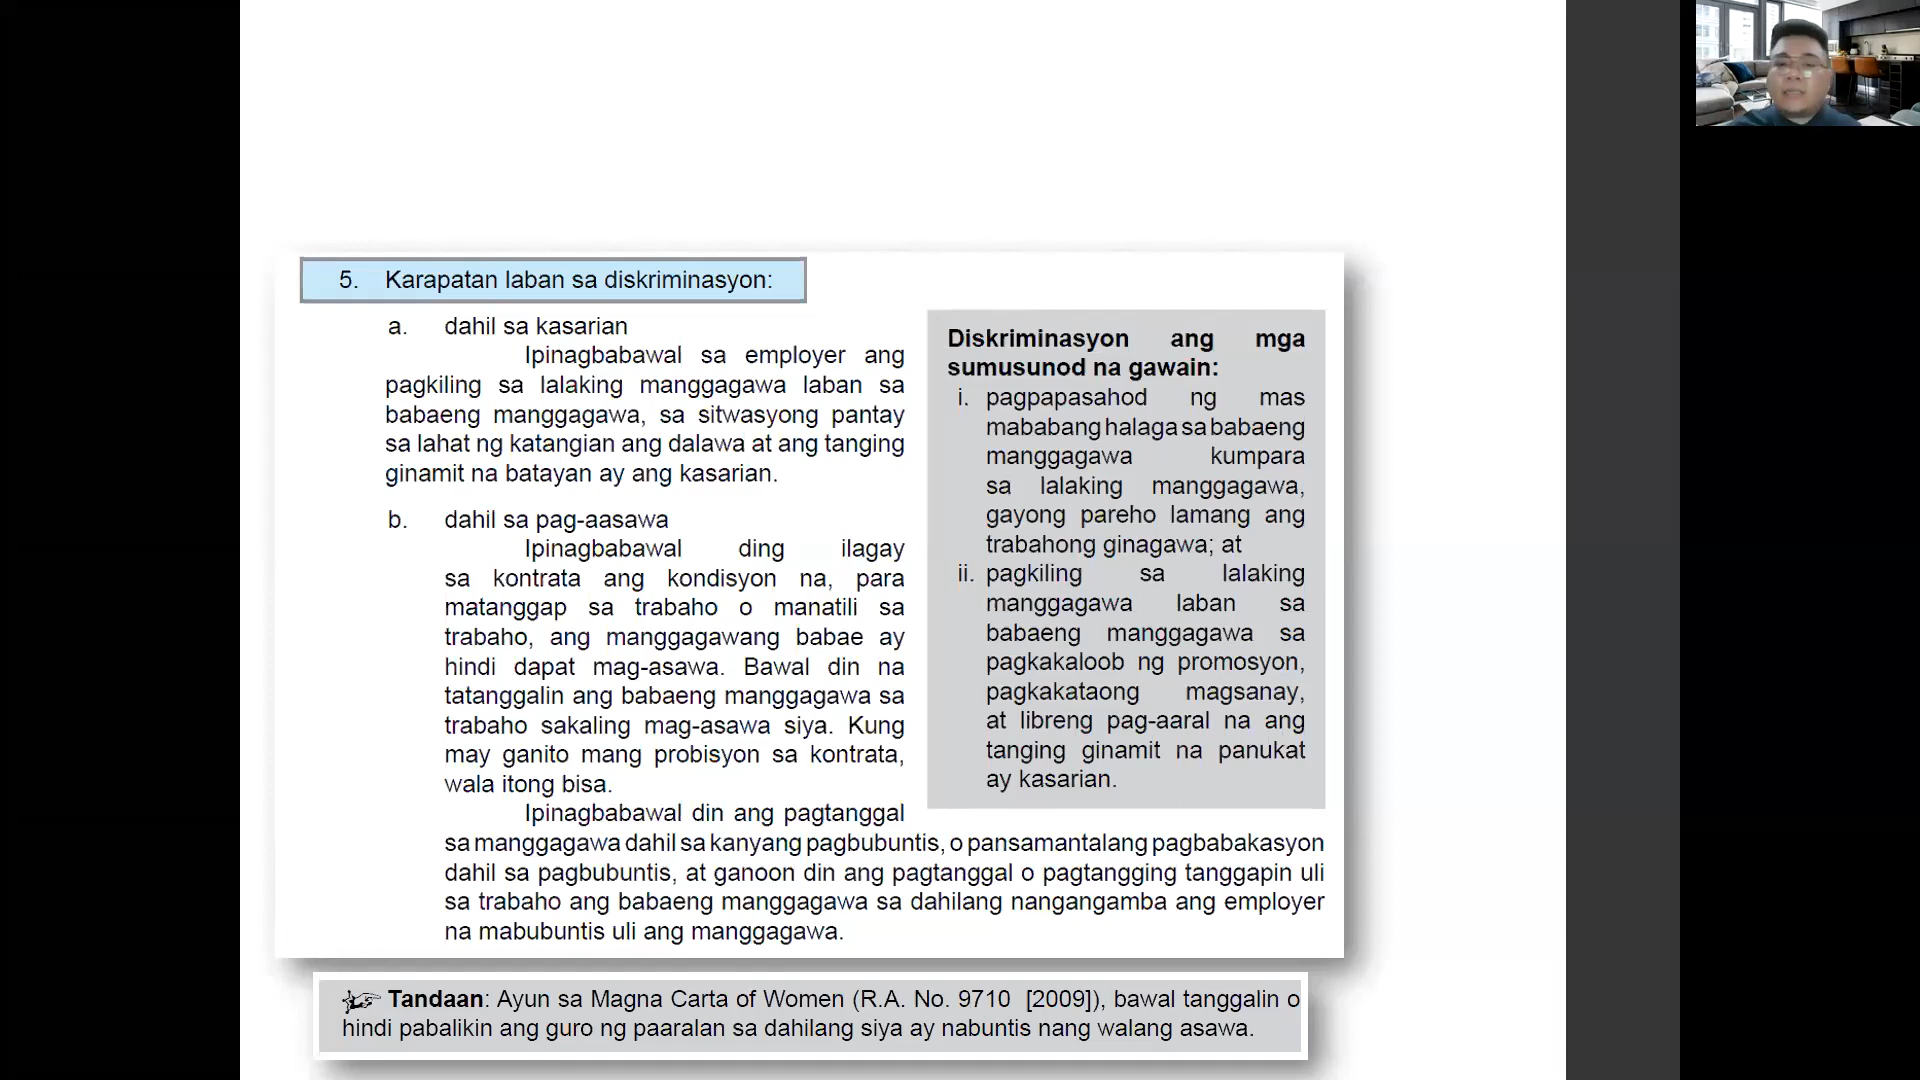 5. Karapatan laban sa diskriminasyon:
a. dahil sa kasarian
Ipinagbabawal sa employer ang
pagkiling sa lalaking manggagawa laban sa
babaeng manggagawa, sa sitwasyong pantay
sa lahat ng katangian ang dalawa at ang tanging
ginamit na batayan ay ang kasarian.
b. dahil sa pag-aasawa
Ipinagbabawal ding ilagay
sa kontrata ang kondisyon na, para
matanggap sa trabaho o manatili sa
trabaho, ang manggagawang babae ay
hindi dapat mag-asawa. Bawal din na
tatanggalin ang babaeng manggagawa sa
trabaho sakaling mag-asawa siya. Kung
may ganito mang probisyon sa kontrata,
wala itong bisa.
Ipinagbabawal din ang pagtanggal
sa manggagawa dahil sa kanyang pagbubuntis, o pansamantalang pagbabakasyon
dahil sa pagbubuntis, at ganoon din ang pagtanggal o pagtangging tanggapin uli
sa trabaho ang babaeng manggagawa sa dahilang nangangamba ang employer
na mabubuntis uli ang manggagawa.
Diskriminasyon ang mga
sumusunod na gawain:
i. pagpapasahod ng mas
mababang halaga sa babaeng
manggagawa kumpara
sa lalaking manggagawa,
gayong pareho lamang ang
trabahong ginagawa; at
ii. pagkiling sa lalaking
manggagawa laban sa
babaeng manggagawa sa
pagkakaloob ng promosyon,
pagkakataong magsanay,
at libreng pag-aaral na ang
tanging ginamit na panukat
ay kasarian.
Tandaan: Ayun sa Magna Carta of Women (R.A. No. 9710 [2009]), bawal tanggalin o
hindi pabalikin ang guro ng paaralan sa dahilang siya ay nabuntis nang walang asawa.